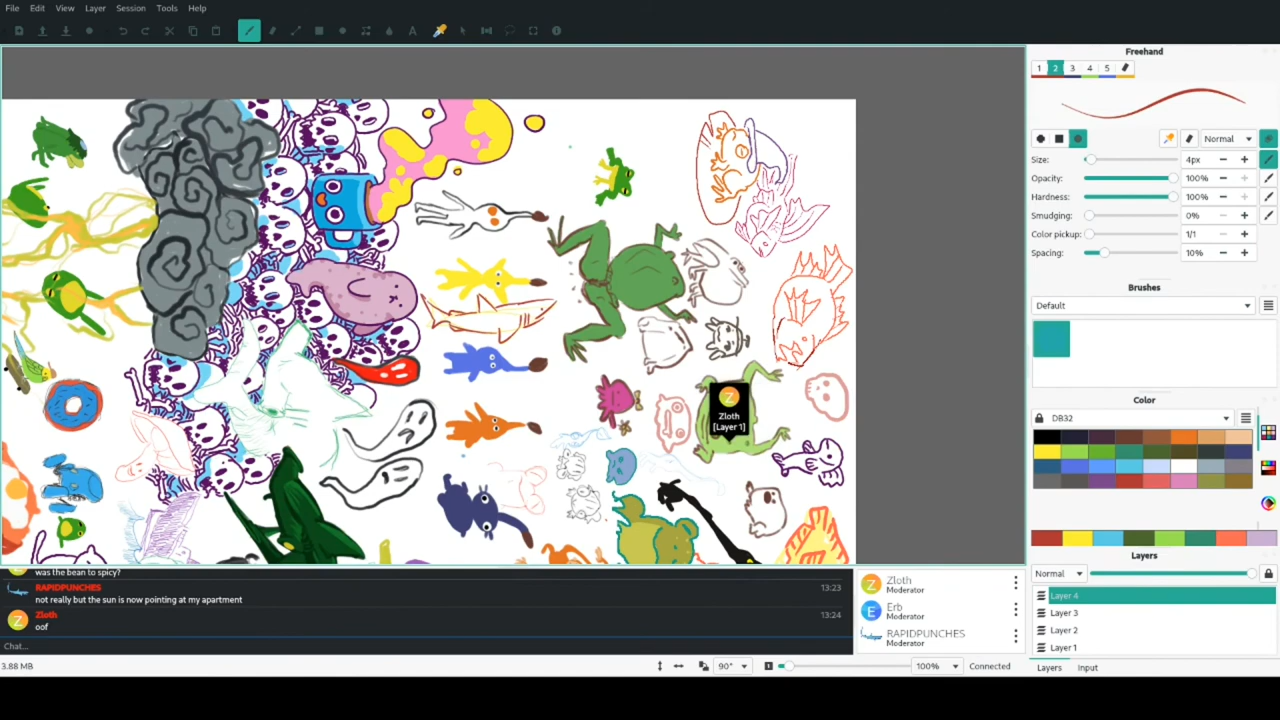 File Edit View Layer Session Tools Help
Freehand
1 2 3 4 5
Normal
Size: 4px
Opacity: 100%
Hardness: 100%
Smudging: 0%
Color pickup: 1/1
Spacing: 10%
Brushes
Default
Color
DB32
Layers
Normal
Layer 4
Layer 3
Layer 2
Layer 1
Layers Input
Z
Zloth
[Layer 1]
was the bean to spicy?
RAPIDPUNCHES 13:23
not really but the sun is now pointing at my apartment
Z Zloth 13:24
oof
Chat...
Z Zloth
Moderator
E Erb
Moderator
RAPIDPUNCHES
Moderator
3.88 MB 90° 100% Connected